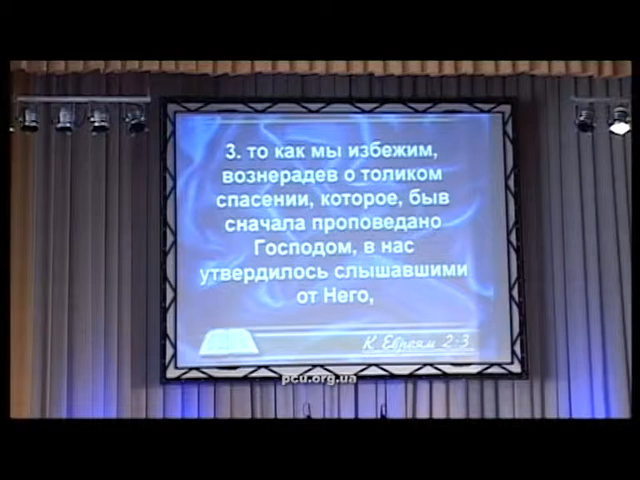 3. то как мы избежим,
вознерадев о толиком
спасении, которое, быв
сначала проповедано
Господом, в нас
утвердилось слышавшими
от Него,
К Евреям 2:3
pcu.org.ua